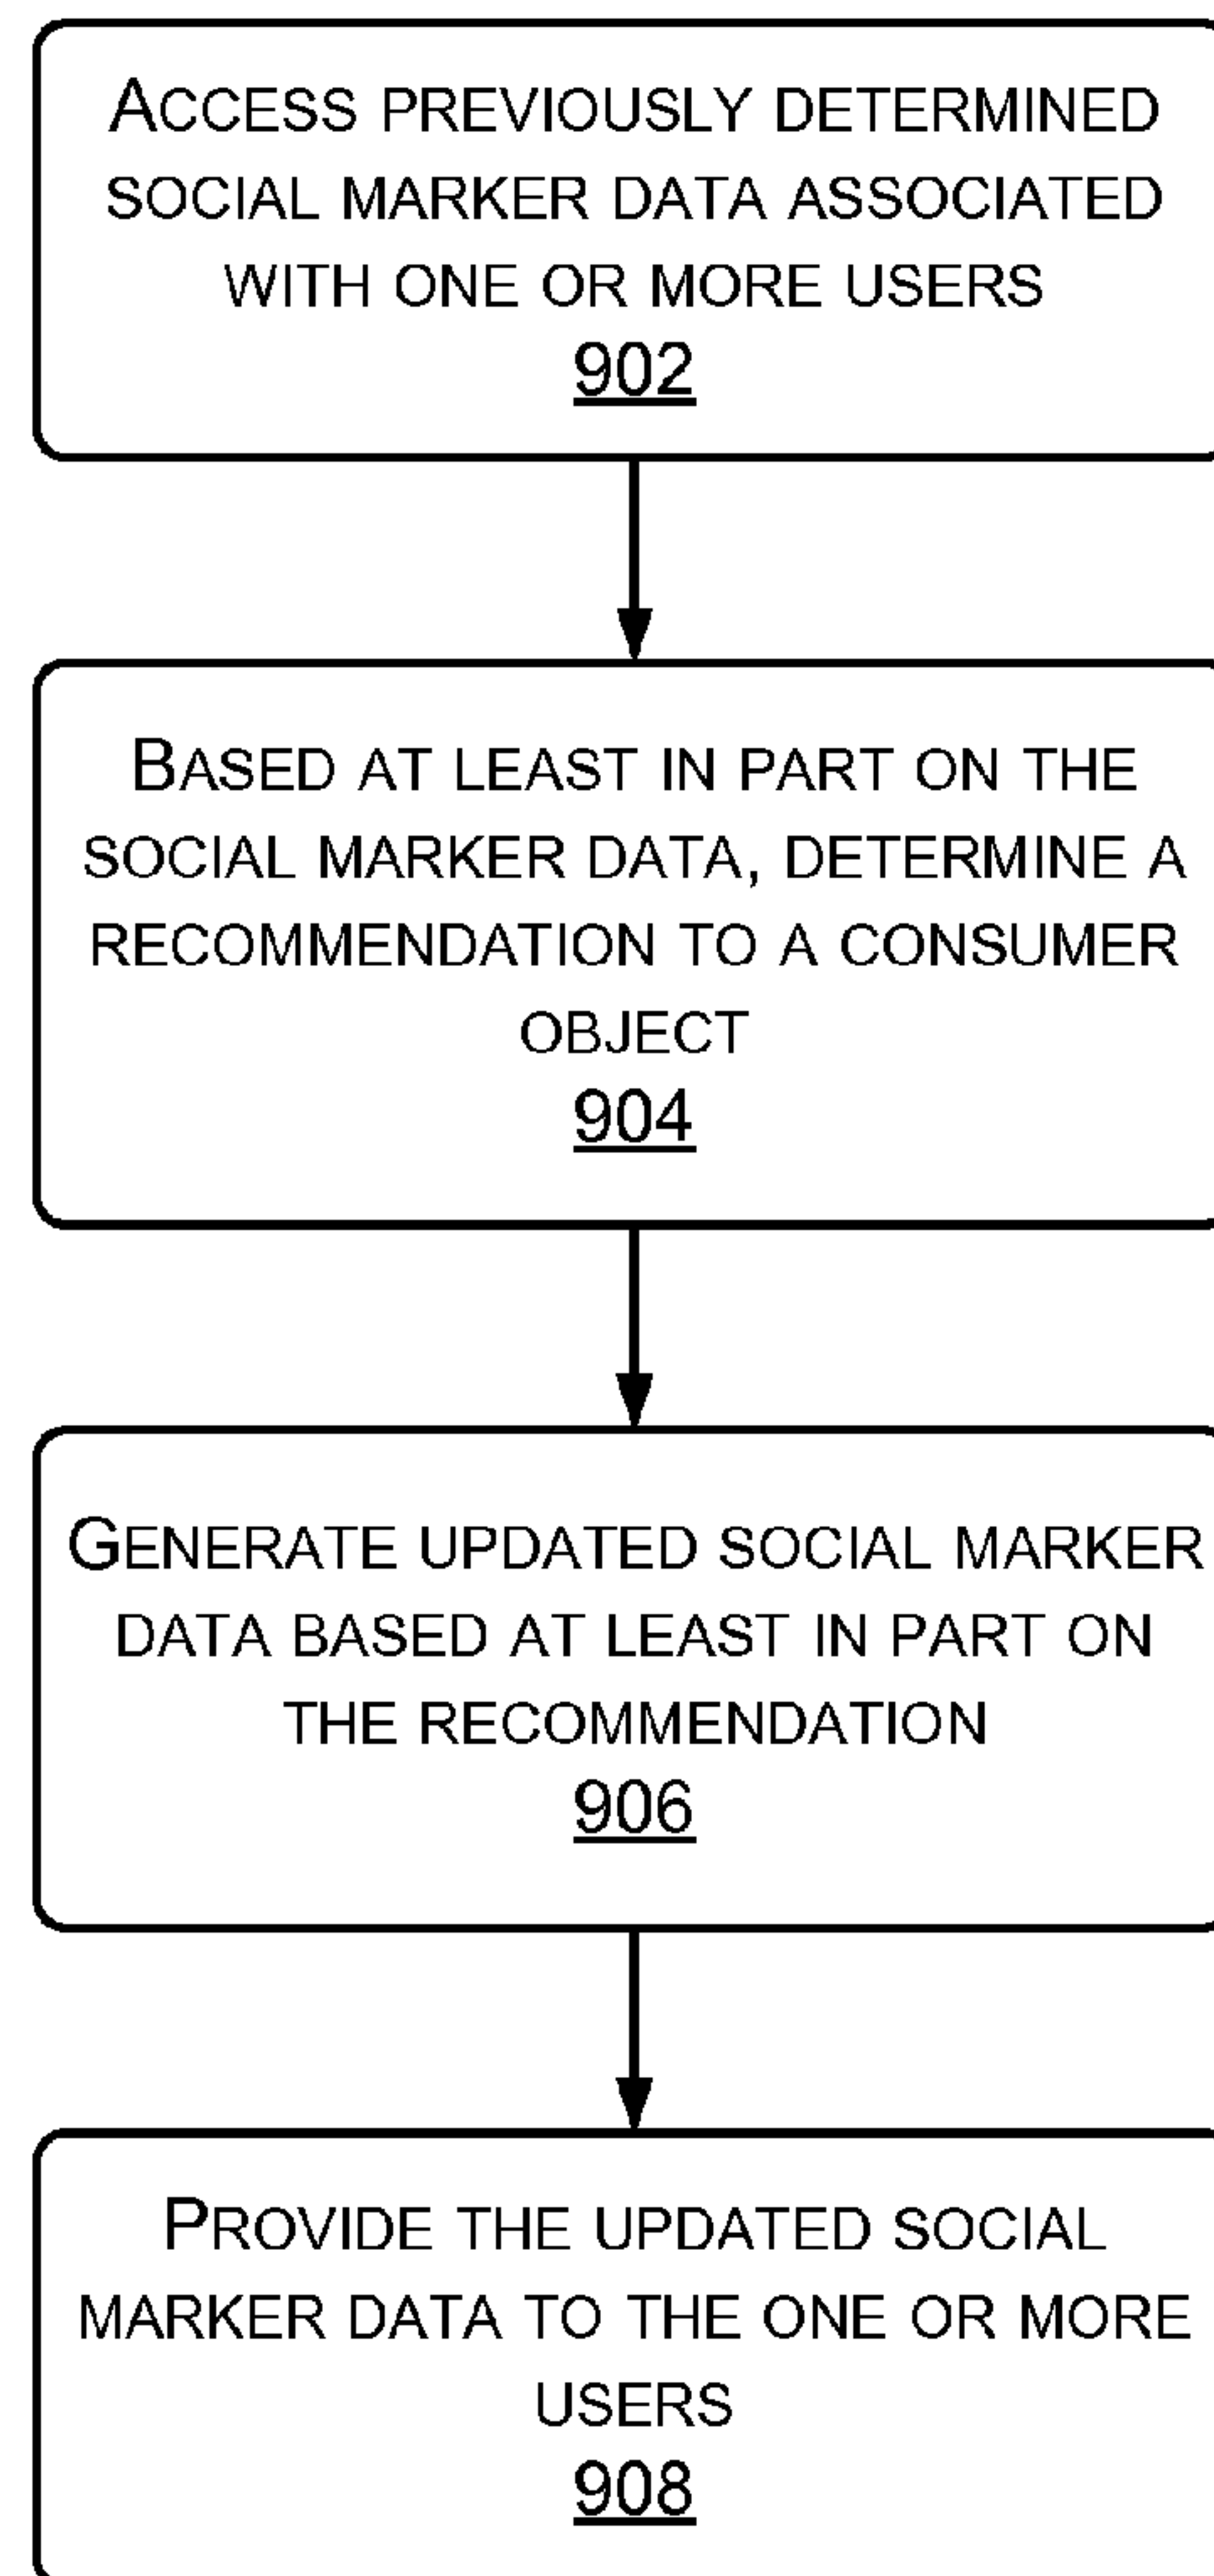 ACCESS PREVIOUSLY DETERMINED
SOCIAL MARKER DATA ASSOCIATED
WITH ONE OR MORE USERS
902
BASED AT LEAST IN PART ON THE
SOCIAL MARKER DATA, DETERMINE A
RECOMMENDATION TO A CONSUMER
OBJECT
904
GENERATE UPDATED SOCIAL MARKER
DATA BASED AT LEAST IN PART ON
THE RECOMMENDATION
906
PROVIDE THE UPDATED SOCIAL
MARKER DATA TO THE ONE OR MORE
USERS
908